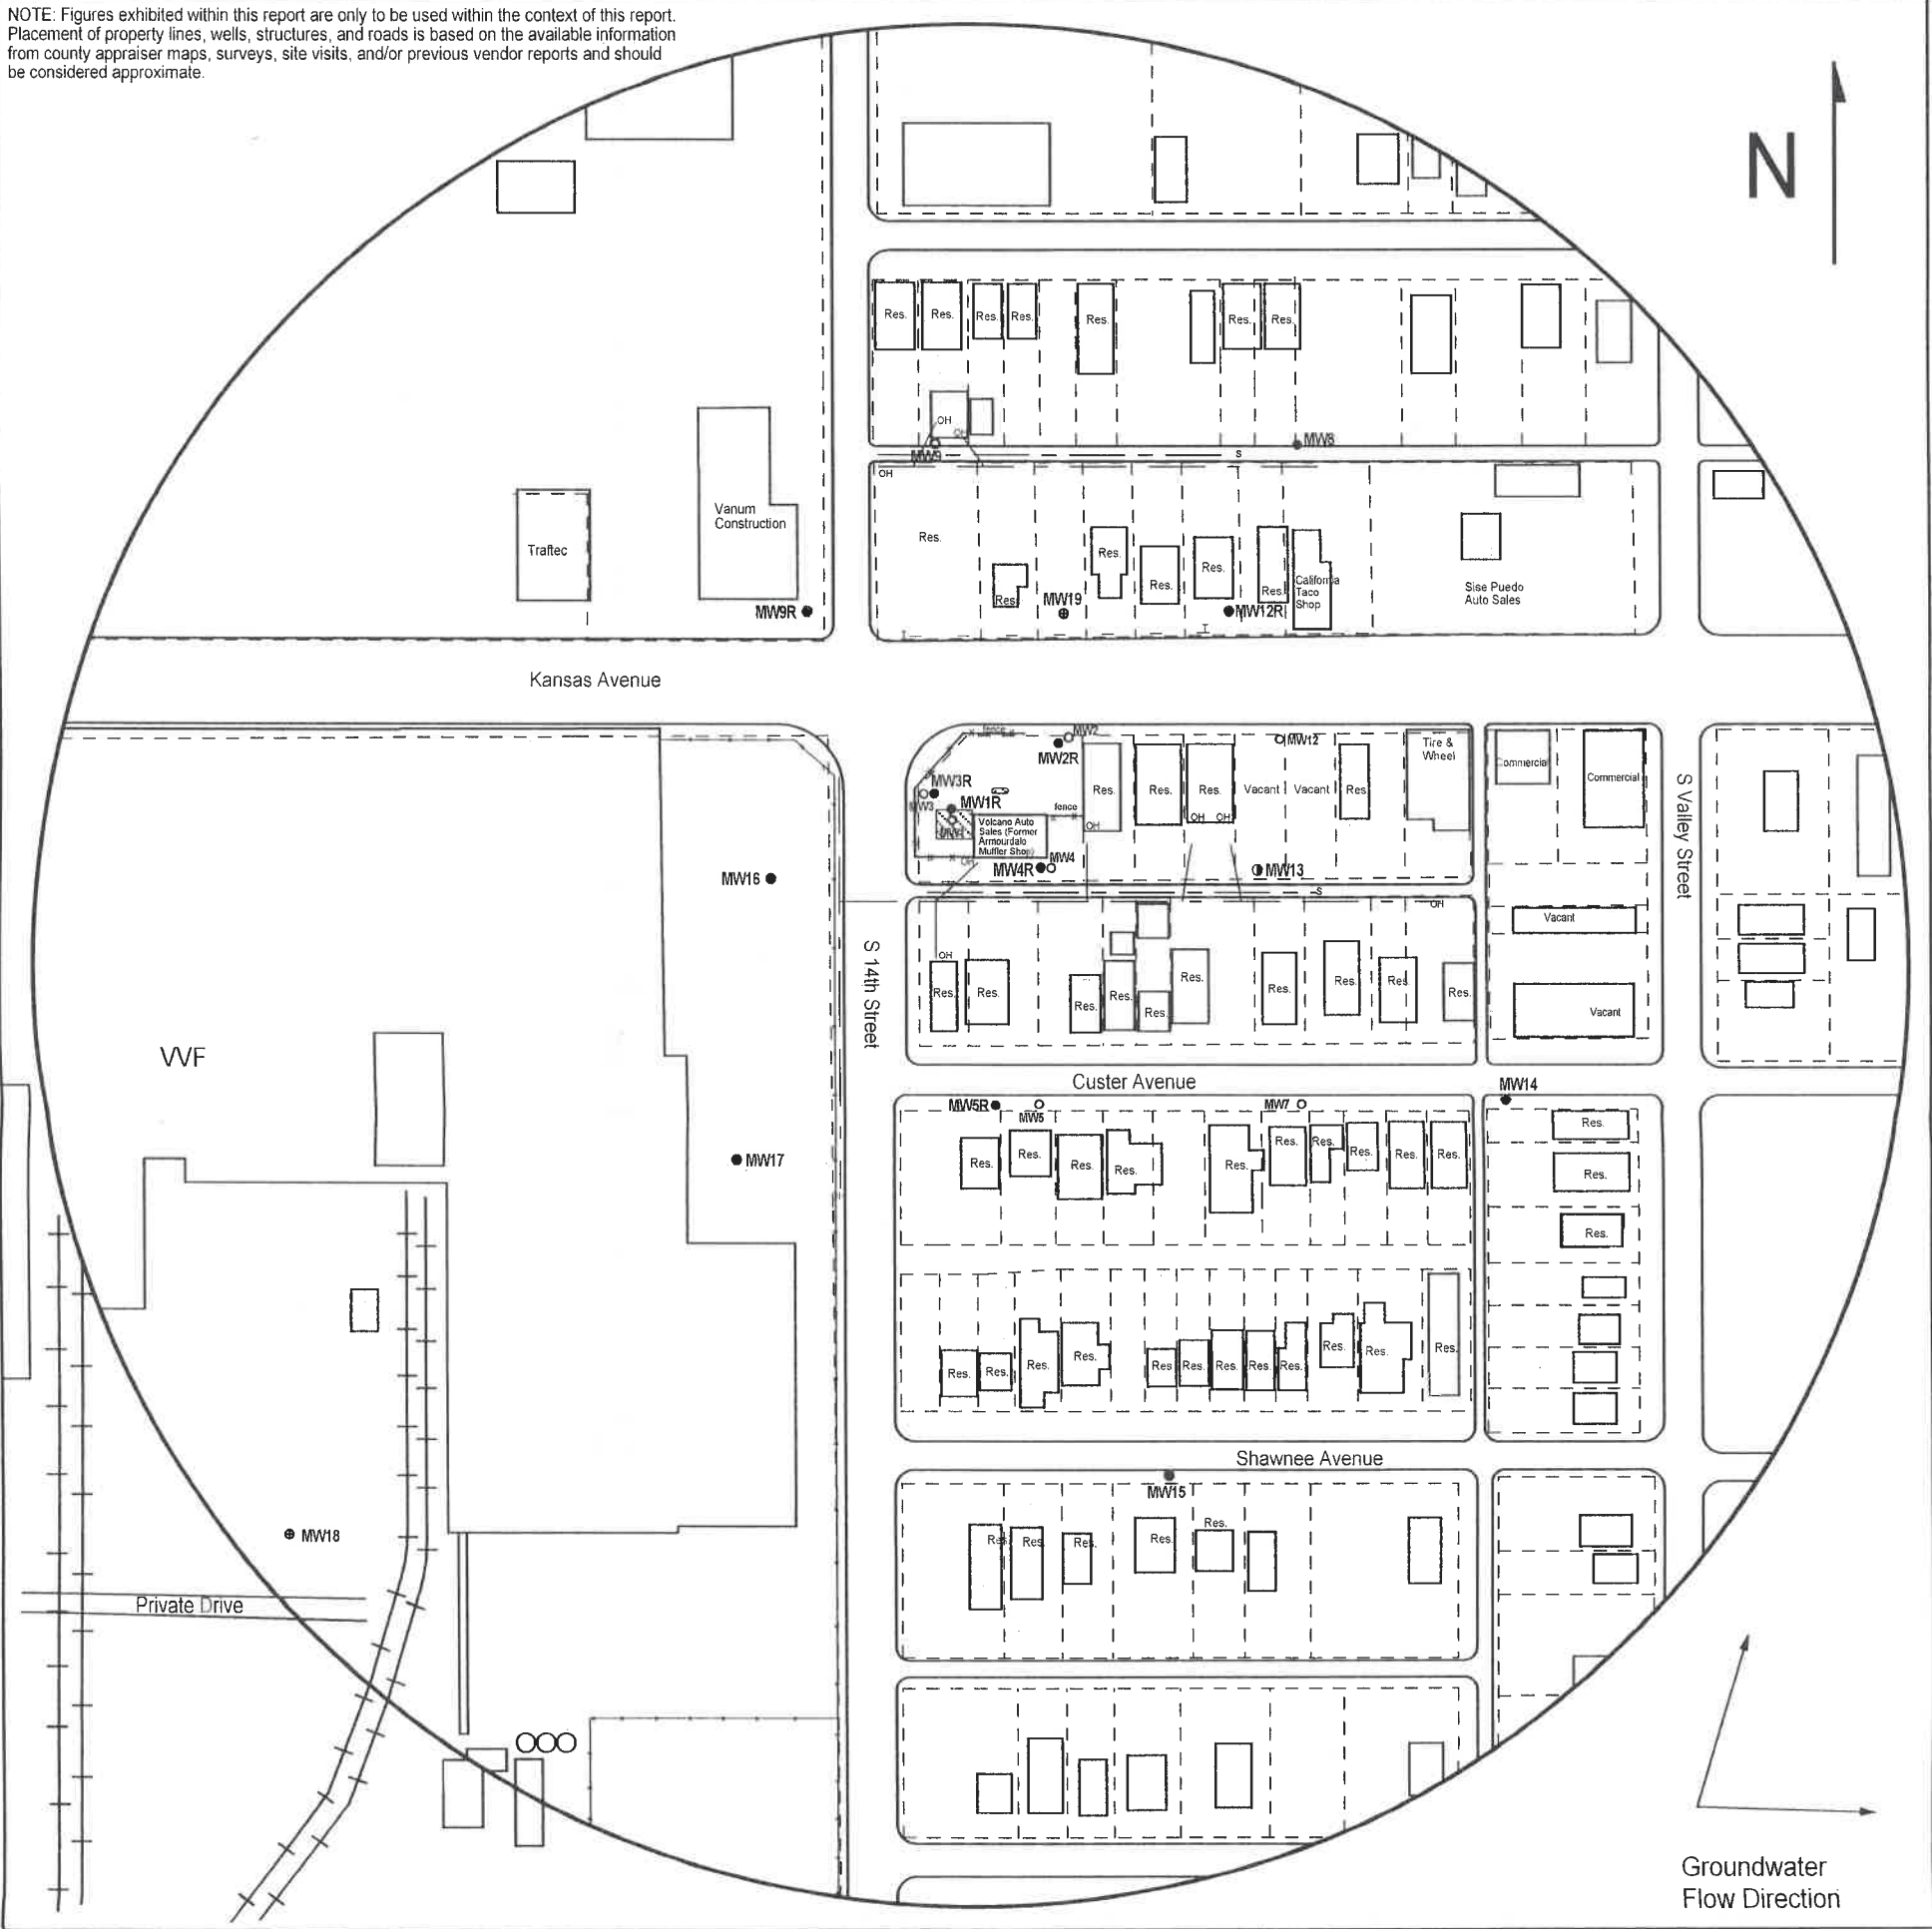 NOTE: Figures exhibited within this report are only to be used within the context of this report.
Placement of property lines, wells, structures, and roads is based on the available information
from county appraiser maps, surveys, site visits, and/or previous vendor reports and should
be considered approximate.
N
Res. Res. Res. Res. Res. Res. Res.
OH
OH
MW9
MW8
S
OH
Vanum
Construction
Traftec
Res.
Res.
Res.
Res.
Res.
Res.
California
Taco
Shop
Sise Puedo
Auto Sales
MW9R
MW19
MW12R
Kansas Avenue
fence
MW2
MW2R
MW12
Tire &
Wheel
Commercial
Commercial
MW3R
MW3
MW1R
fence
Res. Res. Res. Vacant Vacant Res.
OH
OH OH
Volcano Auto
Sales (Former
Armourdale
Muffler Shop)
OH
MW4R
MW4
MW13
MW16
S
OH
S Valley Street
Vacant
S 14th Street
OH
Res. Res. Res. Res. Res. Res. Res. Res. Res. Res.
Vacant
VVF
Custer Avenue
MW14
MW5R
MW5
MW7
MW17
Res. Res. Res. Res. Res. Res. Res. Res. Res. Res.
Res.
Res.
Res.
Res. Res. Res. Res. Res. Res. Res. Res. Res. Res. Res. Res.
Shawnee Avenue
MW15
MW18
Res. Res. Res. Res. Res.
Private Drive
Groundwater
Flow Direction